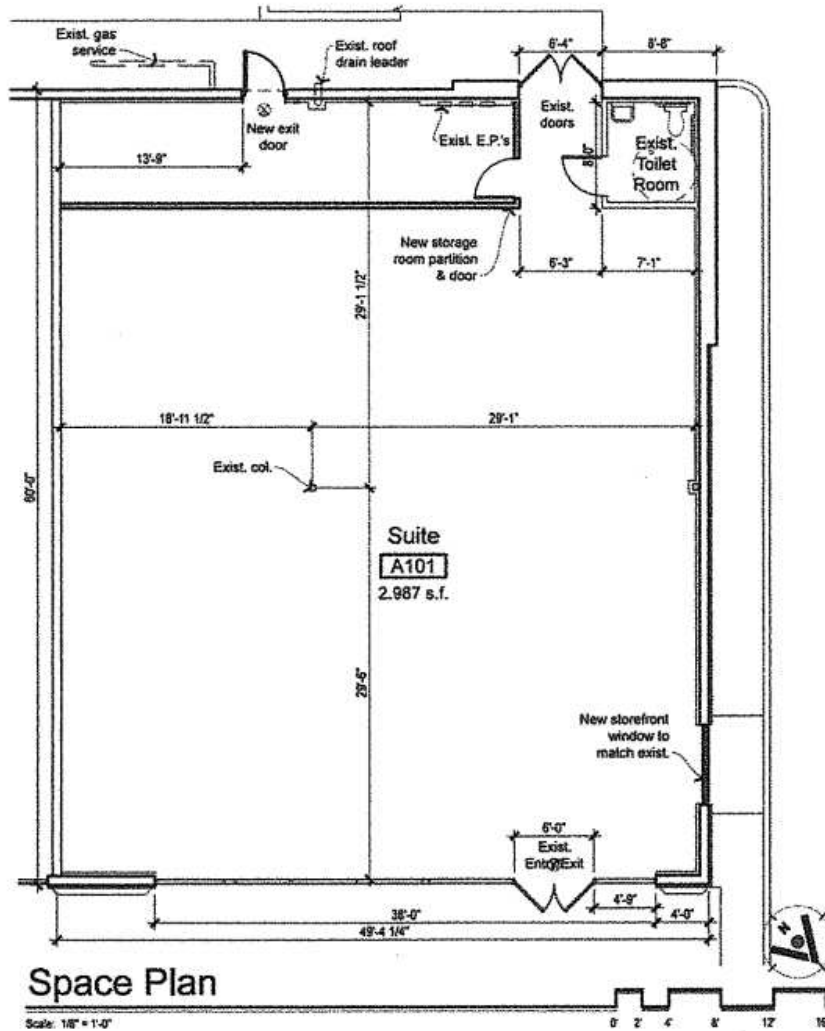 Exist. gas
service
Exist. roof
drain leader
6'-4"
8'-8"
New exit
door
Exist. E.P.'s
Exist.
doors
8'-0"
Exist.
Toilet
Room
13'-9"
New storage
room partition
& door
6'-3"
7'-1"
29'-1 1/2"
18'-11 1/2"
29'-1"
Exist. col.
60'-0"
Suite
A101
2,987 s.f.
29'-6"
New storefront
window to
match exist.
6'-0"
Exist.
Entry/Exit
4'-9"
38'-0"
4'-0"
49'-4 1/4"
N
Space Plan
Scale: 1/8" = 1'-0"
0' 2' 4' 8' 12' 16'